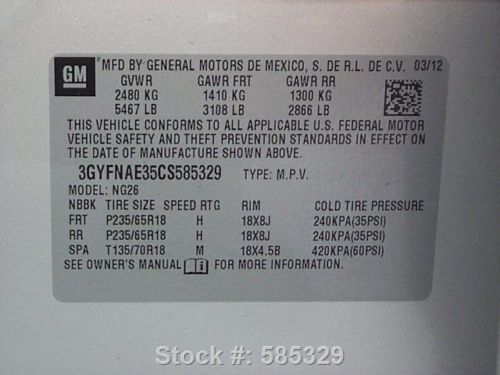 GM
MFD BY GENERAL MOTORS DE MEXICO, S. DE R.L. DE C.V. 03/12
GVWR GAWR FRT GAWR RR
2480 KG 1410 KG 1300 KG
5467 LB 3108 LB 2866 LB
THIS VEHICLE CONFORMS TO ALL APPLICABLE U.S. FEDERAL MOTOR
VEHICLE SAFETY AND THEFT PREVENTION STANDARDS IN EFFECT ON
THE DATE OF MANUFACTURE SHOWN ABOVE.
3GYFNAE35CS585329 TYPE: M.P.V.
MODEL: NG26
NBBK TIRE SIZE SPEED RTG RIM COLD TIRE PRESSURE
FRT P235/65R18 H 18X8J 240KPA(35PSI)
RR P235/65R18 H 18X8J 240KPA(35PSI)
SPA T135/70R18 M 18X4.5B 420KPA(60PSI)
SEE OWNER'S MANUAL i FOR MORE INFORMATION.
Stock #: 585329